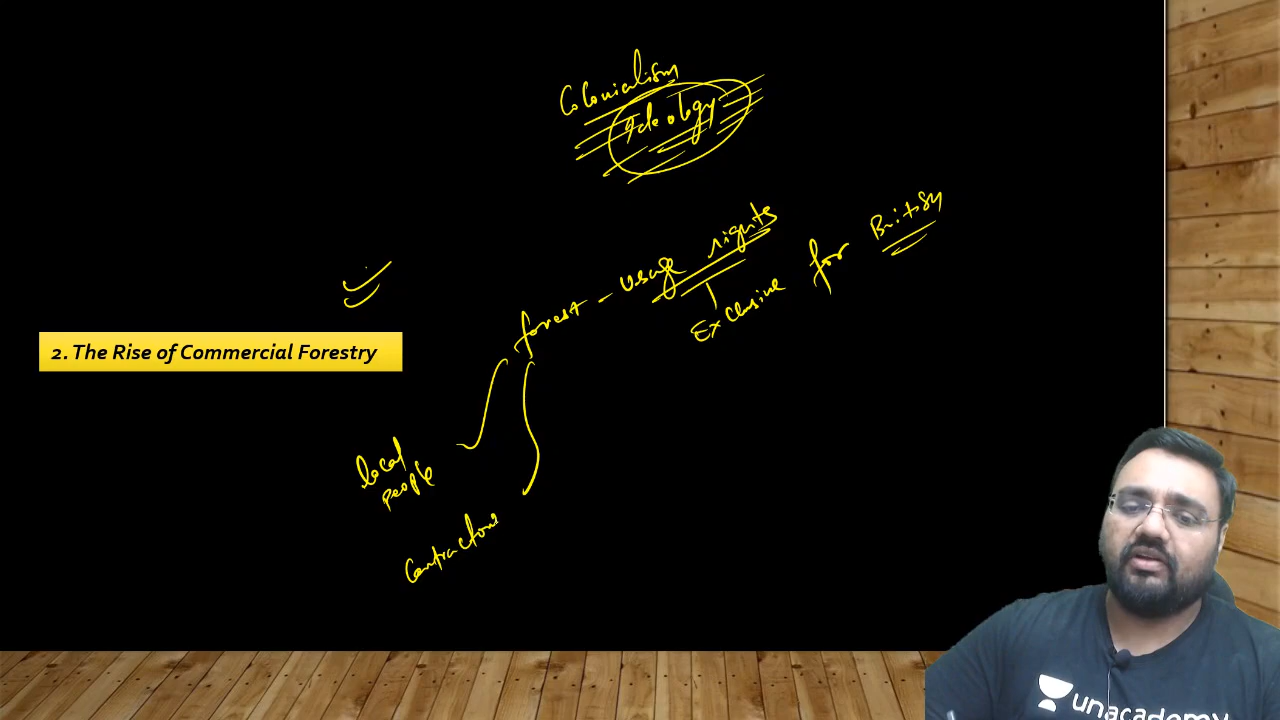 Colonialism
Ideology
forest - usage rights
Exclusive for British
2. The Rise of Commercial Forestry
local
people
Contractors
unacademy